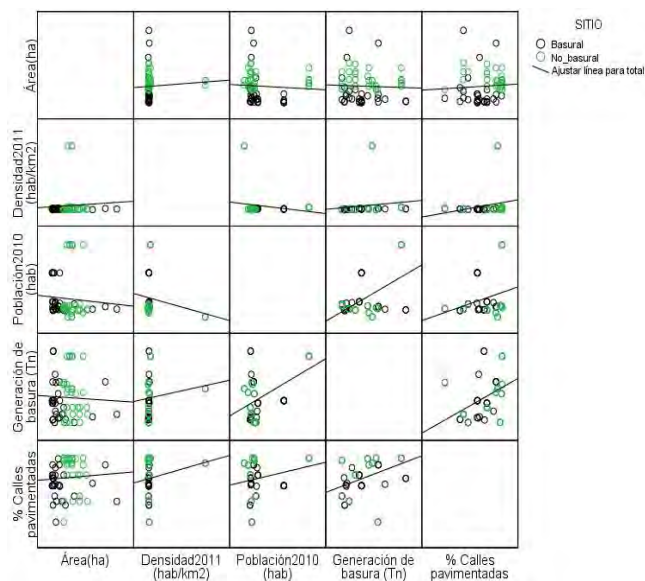 SITIO
Basural
No_basural
Ajustar línea para total
Área(ha)
Densidad2011
(hab/km2)
Población2010
(hab)
Generación de
basura (Tn)
% Calles
pavimentadas
Área(ha)
Densidad2011
(hab/km2)
Población2010
(hab)
Generación de
basura (Tn)
% Calles
pavimentadas